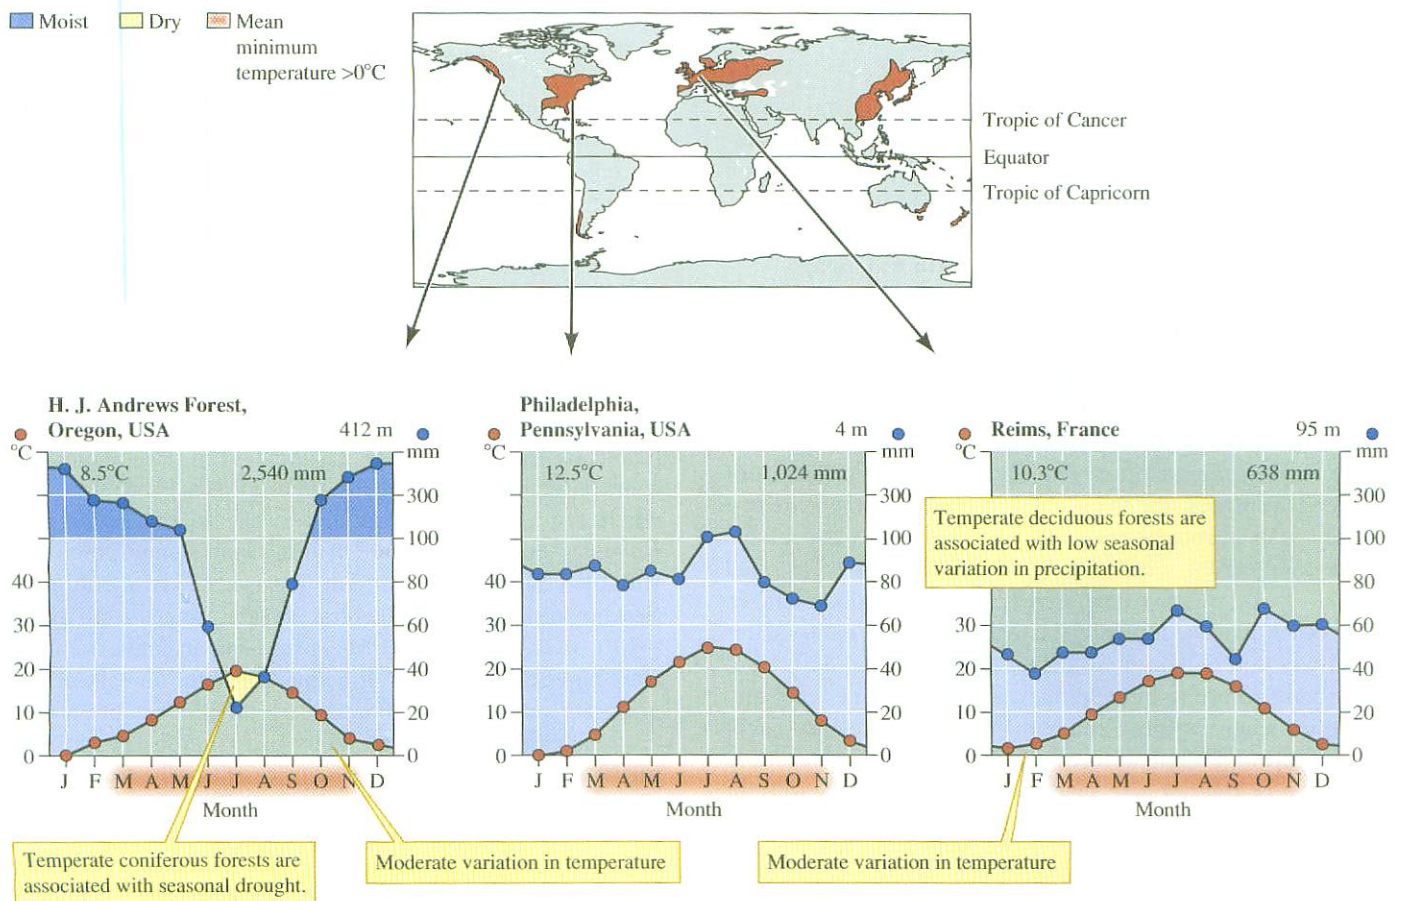 Moist
Dry
Mean
minimum
temperature >0°C
Tropic of Cancer
Equator
Tropic of Capricorn
H. J. Andrews Forest,
Oregon, USA
412 m
°C
mm
8.5°C
2,540 mm
300
100
40
80
30
60
20
40
10
20
0
0
J F M A M J J A S O N D
Month
Temperate coniferous forests are
associated with seasonal drought.
Moderate variation in temperature
Philadelphia,
Pennsylvania, USA
4 m
°C
mm
12.5°C
1,024 mm
300
100
40
80
30
60
20
40
10
20
0
0
J F M A M J J A S O N D
Month
Reims, France
95 m
°C
mm
10.3°C
638 mm
Temperate deciduous forests are
associated with low seasonal
variation in precipitation.
300
100
80
30
60
20
40
10
20
0
0
J F M A M J J A S O N D
Month
Moderate variation in temperature